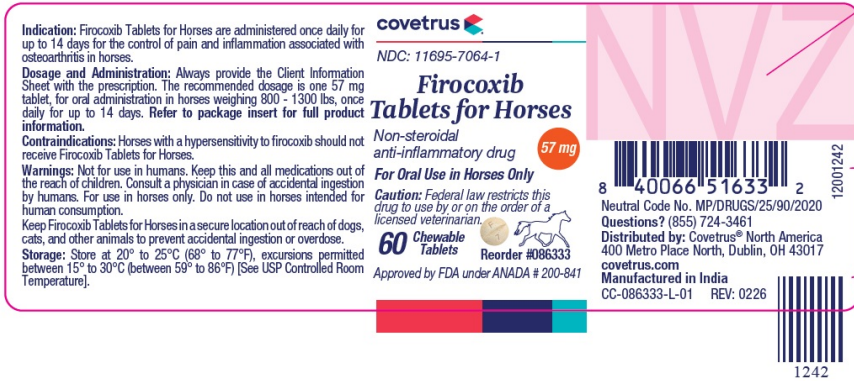 Indication: Firocoxib Tablets for Horses are administered once daily for
up to 14 days for the control of pain and inflammation associated with
osteoarthritis in horses.
Dosage and Administration: Always provide the Client Information
Sheet with the prescription. The recommended dosage is one 57 mg
tablet, for oral administration in horses weighing 800 - 1300 lbs, once
daily for up to 14 days. Refer to package insert for full product
information.
Contraindications: Horses with a hypersensitivity to firocoxib should not
receive Firocoxib Tablets for Horses.
Warnings: Not for use in humans. Keep this and all medications out of
the reach of children. Consult a physician in case of accidental ingestion
by humans. For use in horses only. Do not use in horses intended for
human consumption.
Keep Firocoxib Tablets for Horses in a secure location out of reach of dogs,
cats, and other animals to prevent accidental ingestion or overdose.
Storage: Store at 20° to 25°C (68° to 77°F), excursions permitted
between 15° to 30°C (between 59° to 86°F) [See USP Controlled Room
Temperature].
covetrus
NDC: 11695-7064-1
Firocoxib
Tablets for Horses
Non-steroidal
anti-inflammatory drug
57 mg
For Oral Use in Horses Only
Caution: Federal law restricts this
drug to use by or on the order of a
licensed veterinarian.
60 Chewable
Tablets
Reorder #086333
Approved by FDA under ANADA # 200-841
NVZ
8 40066 51633 2
12001242
Neutral Code No. MP/DRUGS/25/90/2020
Questions? (855) 724-3461
Distributed by: Covetrus® North America
400 Metro Place North, Dublin, OH 43017
covetrus.com
Manufactured in India
CC-086333-L-01 REV: 0226
1242